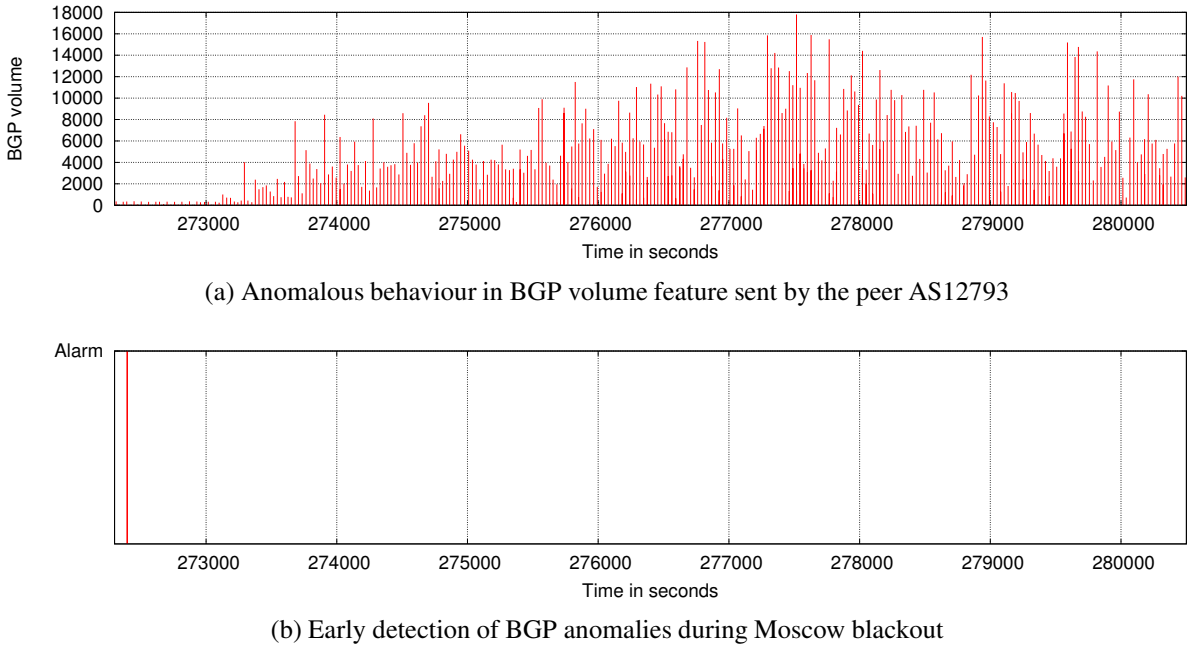 18000
16000
14000
12000
10000
8000
6000
4000
2000
0
BGP volume
273000 274000 275000 276000 277000 278000 279000 280000
Time in seconds
(a) Anomalous behaviour in BGP volume feature sent by the peer AS12793
Alarm
273000 274000 275000 276000 277000 278000 279000 280000
Time in seconds
(b) Early detection of BGP anomalies during Moscow blackout